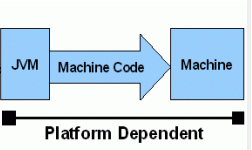 JVM
Machine Code
Machine
Platform Dependent